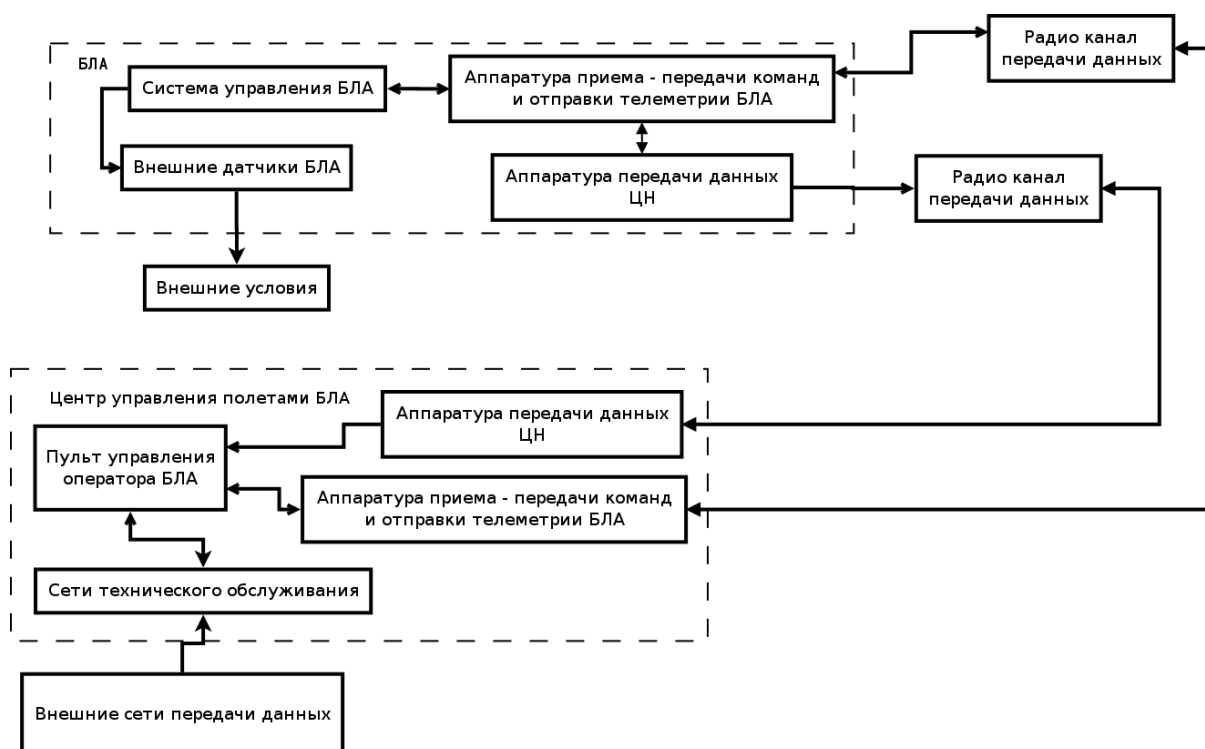 БЛА
Система управления БЛА
Аппаратура приема - передачи команд
и отправки телеметрии БЛА
Радио канал
передачи данных
Внешние датчики БЛА
Аппаратура передачи данных
ЦН
Радио канал
передачи данных
Внешние условия
Центр управления полетами БЛА
Аппаратура передачи данных
ЦН
Пульт управления
оператора БЛА
Аппаратура приема - передачи команд
и отправки телеметрии БЛА
Сети технического обслуживания
Внешние сети передачи данных